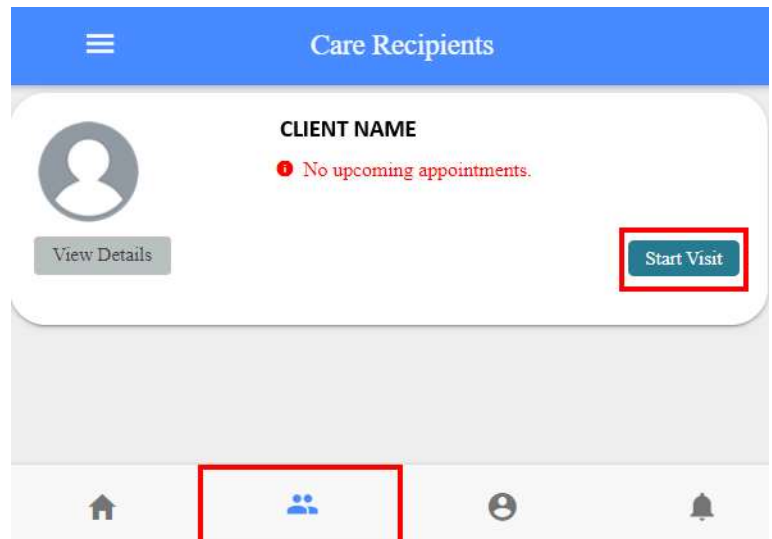 Care Recipients
CLIENT NAME
No upcoming appointments.
View Details
Start Visit